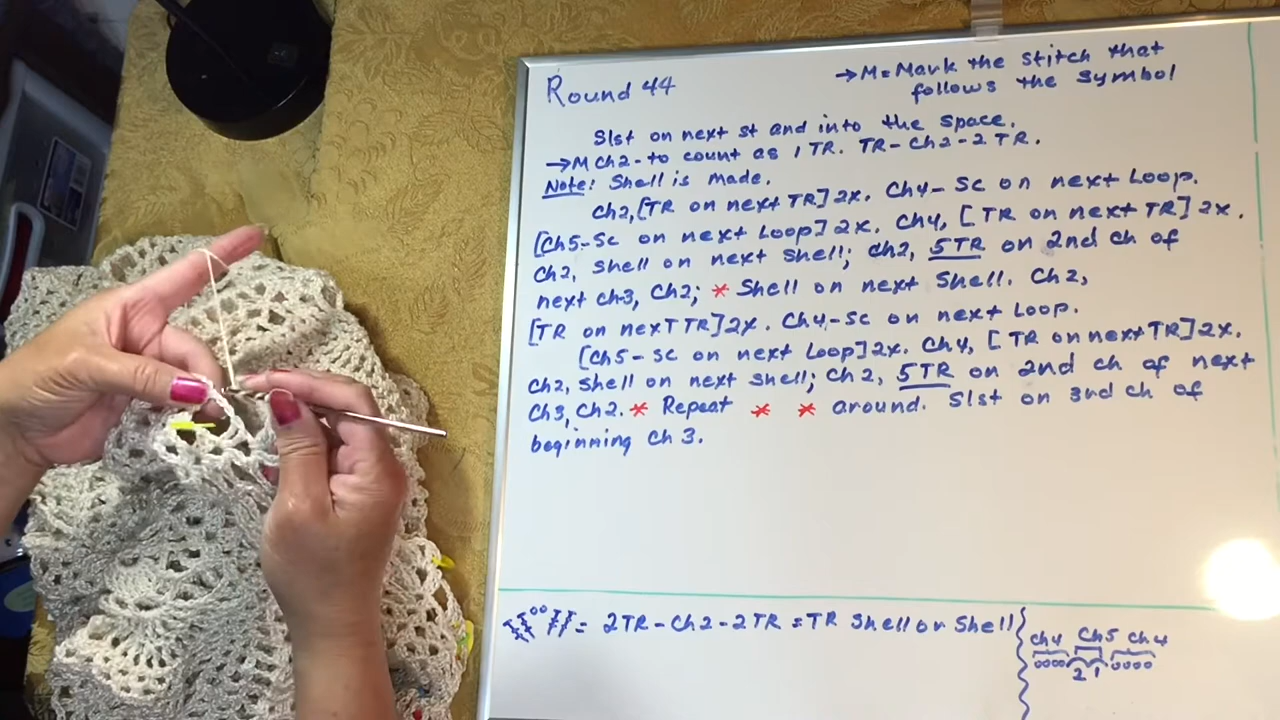 Round 44
→M=Mark the stitch that
follows the symbol
Slst on next st and into the space.
→M Ch2-to count as 1 TR. TR-Ch2-2 TR.
Note: Shell is made.
Ch2,[TR on next TR]2x. Ch4-Sc on next Loop.
[Ch5-Sc on next Loop]2x. Ch4, [TR on next TR]2x.
Ch2, Shell on next Shell; Ch2, 5TR on 2nd ch of
next ch3, Ch2; * Shell on next Shell. Ch2,
[TR on next TR]2x. Ch4-Sc on next Loop.
[Ch5-Sc on next Loop]2x. Ch4, [TR on next TR]2x.
Ch2, Shell on next Shell; Ch2, 5TR on 2nd ch of next
Ch3, Ch2. * Repeat * * around. Slst on 3rd ch of
beginning ch 3.
= 2TR-Ch2-2TR = TR Shell or Shell
Ch4 Ch5 Ch4
2 1